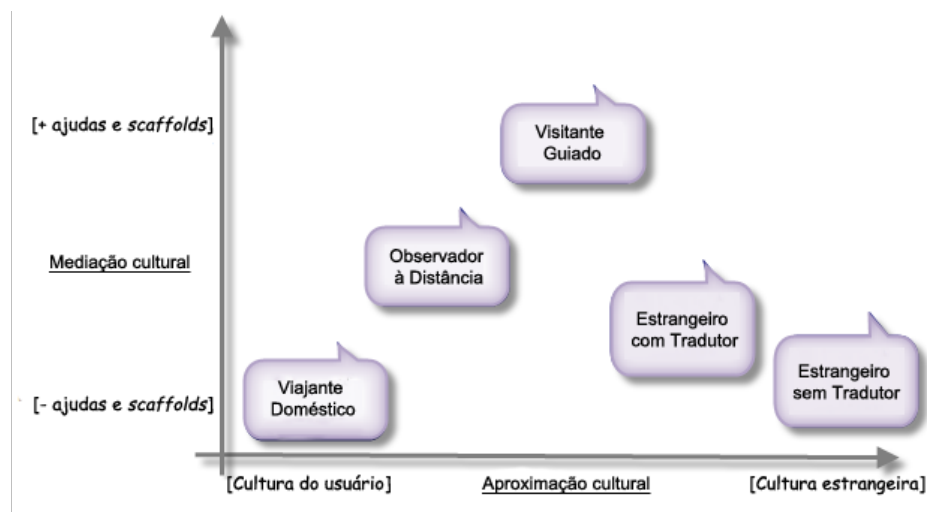 [+ ajudas e scaffolds]
Visitante
Guiado
Mediação cultural
Observador
à Distância
Estrangeiro
com Tradutor
Estrangeiro
sem Tradutor
Viajante
Doméstico
[- ajudas e scaffolds]
[Cultura do usuário]
Aproximação cultural
[Cultura estrangeira]